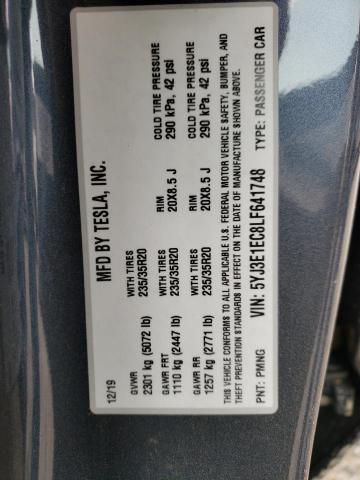 MFD BY TESLA, INC.
12/19
GVWR
2301 kg (5072 lb)
GAWR FRT WITH TIRES RIM COLD TIRE PRESSURE
1110 kg (2447 lb) 235/35R20 20X8.5 J 290 kPa, 42 psi
GAWR RR WITH TIRES RIM COLD TIRE PRESSURE
1257 kg (2771 lb) 235/35R20 20X8.5 J 290 kPa, 42 psi
THIS VEHICLE CONFORMS TO ALL APPLICABLE U.S. FEDERAL MOTOR VEHICLE SAFETY, BUMPER, AND
THEFT PREVENTION STANDARDS IN EFFECT ON THE DATE OF MANUFACTURE SHOWN ABOVE.
PNT: PMNG VIN: 5YJ3E1EC8LF641748 TYPE: PASSENGER CAR